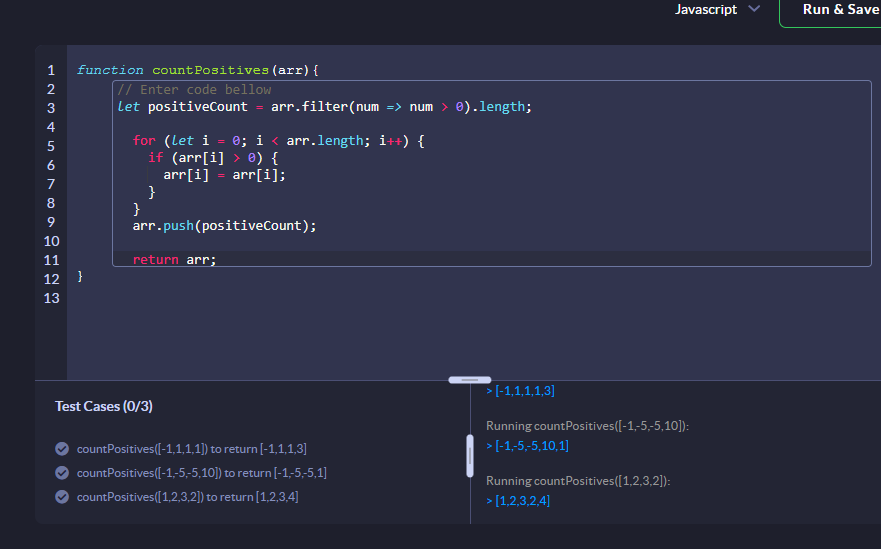 Javascript
Run & Save
1 function countPositives(arr){
2 // Enter code bellow
3 let positiveCount = arr.filter(num => num > 0).length;
4
5 for (let i = 0; i < arr.length; i++) {
6 if (arr[i] > 0) {
7 arr[i] = arr[i];
8 }
9 }
10 arr.push(positiveCount);
11
12 return arr;
13 }
Test Cases (0/3)
countPositives([-1,1,1,1]) to return [-1,1,1,3]
countPositives([-1,-5,-5,10]) to return [-1,-5,-5,1]
countPositives([1,2,3,2]) to return [1,2,3,4]
> [-1,1,1,1,3]
Running countPositives([-1,-5,-5,10]):
> [-1,-5,-5,10,1]
Running countPositives([1,2,3,2]):
> [1,2,3,2,4]